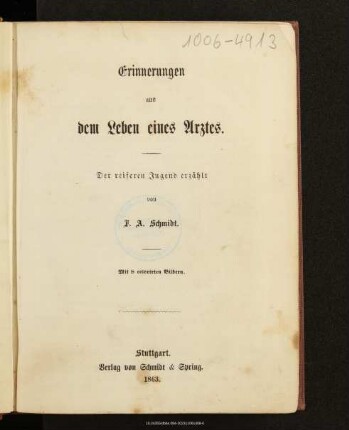 1006-4913
Erinnerungen
aus
dem Leben eines Arztes.
Der reiferen Jugend erzählt
von
F. A. Schmidt.
Mit 8 colorirten Bildern.
Stuttgart.
Verlag von Schmidt & Spring.
1863.